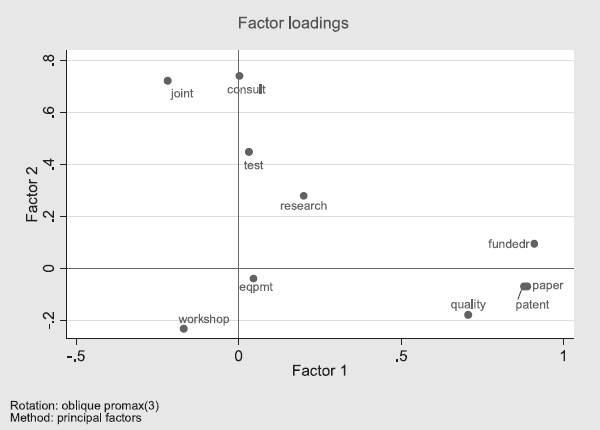 Factor loadings
.8
joint
consult
.6
.4
test
Factor 2
research
.2
fundedr
0
eqpmt
paper
patent
quality
workshop
-.2
-.5
0
.5
1
Factor 1
Rotation: oblique promax(3)
Method: principal factors